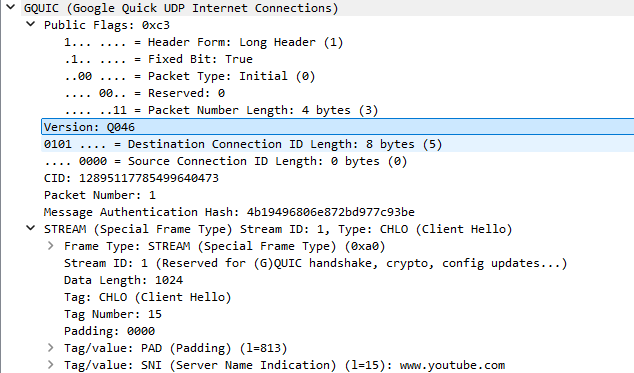 GQUIC (Google Quick UDP Internet Connections)
Public Flags: 0xc3
1... .... = Header Form: Long Header (1)
.1.. .... = Fixed Bit: True
..00 .... = Packet Type: Initial (0)
.... 00.. = Reserved: 0
.... ..11 = Packet Number Length: 4 bytes (3)
Version: Q046
0101 .... = Destination Connection ID Length: 8 bytes (5)
.... 0000 = Source Connection ID Length: 0 bytes (0)
CID: 12895117785499640473
Packet Number: 1
Message Authentication Hash: 4b19496806e872bd977c93be
STREAM (Special Frame Type) Stream ID: 1, Type: CHLO (Client Hello)
Frame Type: STREAM (Special Frame Type) (0xa0)
Stream ID: 1 (Reserved for (G)QUIC handshake, crypto, config updates...)
Data Length: 1024
Tag: CHLO (Client Hello)
Tag Number: 15
Padding: 0000
Tag/value: PAD (Padding) (l=813)
Tag/value: SNI (Server Name Indication) (l=15): www.youtube.com